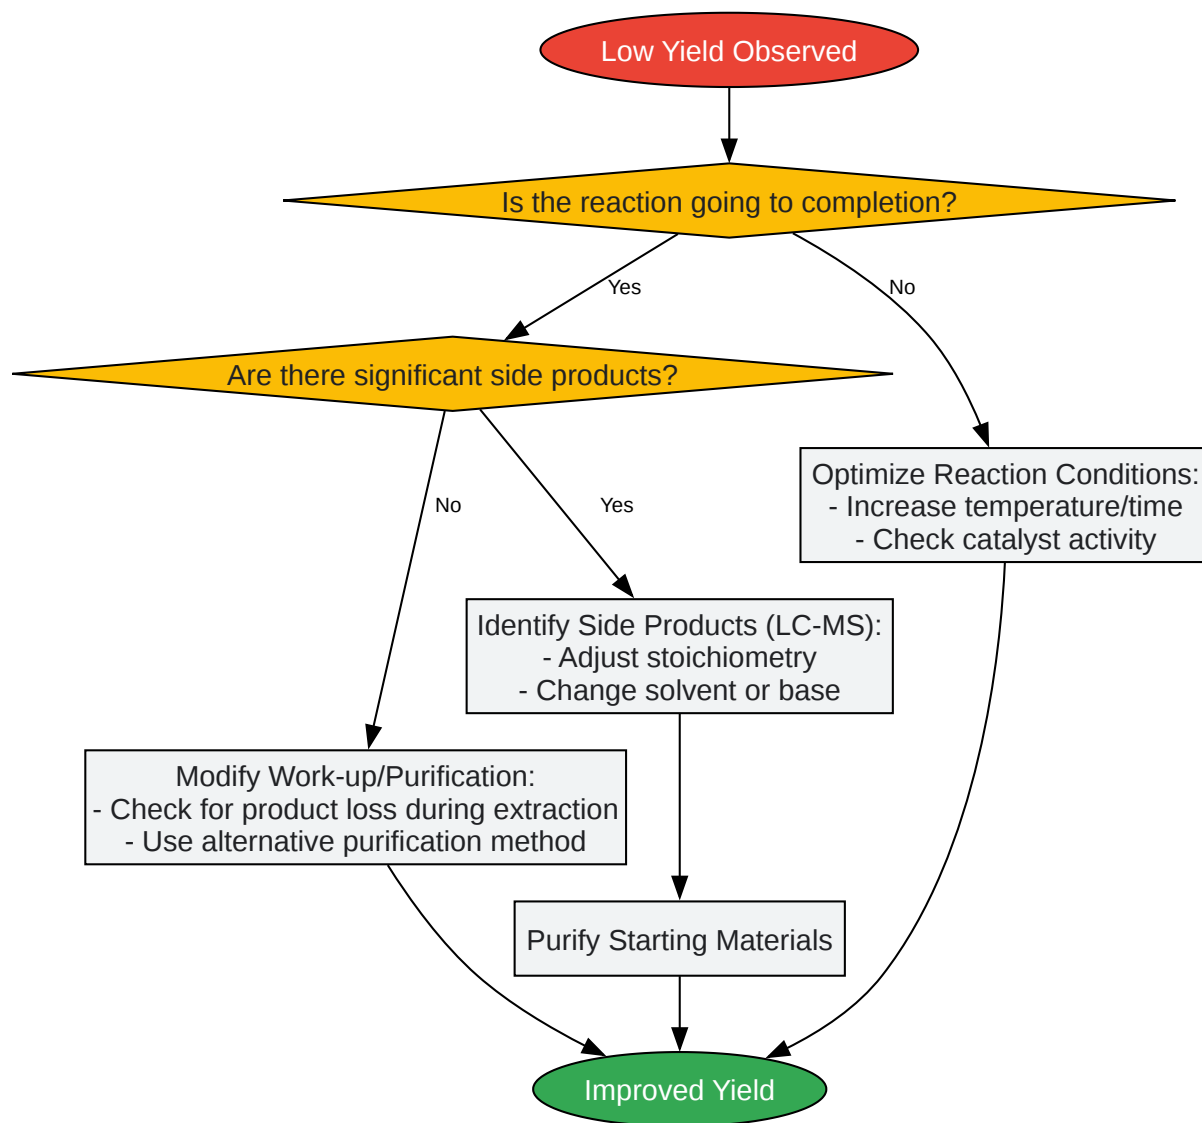 Low Yield Observed
Is the reaction going to completion?
Yes
No
Are there significant side products?
Optimize Reaction Conditions:
- Increase temperature/time
- Check catalyst activity
No
Yes
Identify Side Products (LC-MS):
- Adjust stoichiometry
- Change solvent or base
Modify Work-up/Purification:
- Check for product loss during extraction
- Use alternative purification method
Purify Starting Materials
Improved Yield